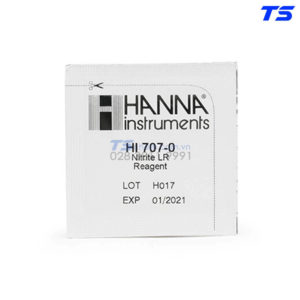 TS
HANNA
instruments
HI 707-0
Nitrite LR
Reagent
LOT H017
EXP 01/2021